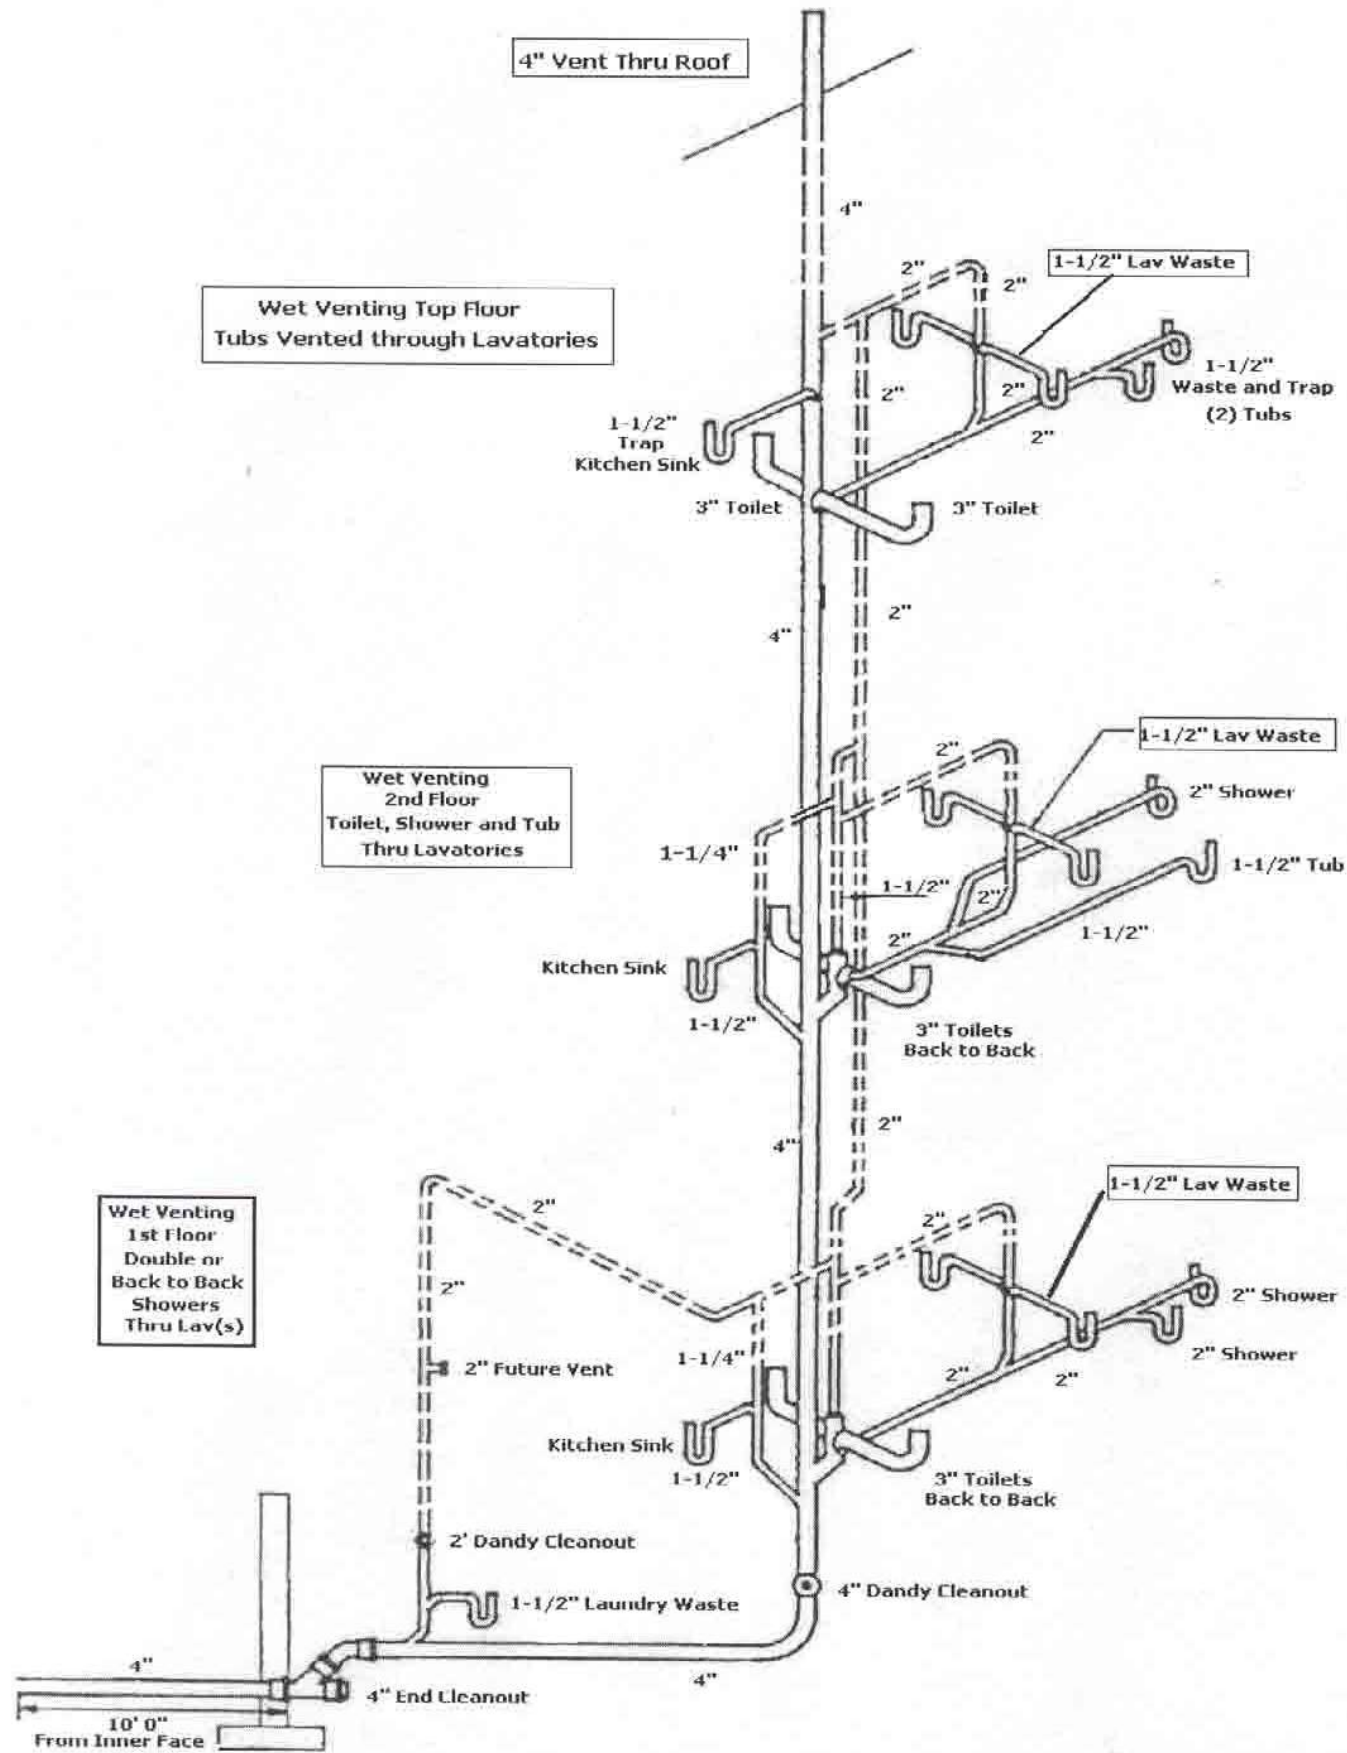 4" Vent Thru Roof
4"
2"
2"
1-1/2" Lav Waste
Wet Venting Top Floor
Tubs Vented through Lavatories
2"
2"
1-1/2"
Waste and Trap
(2) Tubs
1-1/2"
Trap
Kitchen Sink
2"
3" Toilet
3" Toilet
2"
4"
1-1/2" Lav Waste
2"
Wet Venting
2nd Floor
Toilet, Shower and Tub
Thru Lavatories
2" Shower
1-1/4"
1-1/2"
2"
1-1/2" Tub
2"
1-1/2"
Kitchen Sink
1-1/2"
3" Toilets
Back to Back
2"
4"
1-1/2" Lav Waste
Wet Venting
1st Floor
Double or
Back to Back
Showers
Thru Lav(s)
2"
2"
2"
2" Shower
2" Shower
1-1/4"
2" Future Vent
2"
2"
Kitchen Sink
1-1/2"
3" Toilets
Back to Back
2' Dandy Cleanout
4" Dandy Cleanout
1-1/2" Laundry Waste
4"
4"
4" End Cleanout
10' 0"
From Inner Face